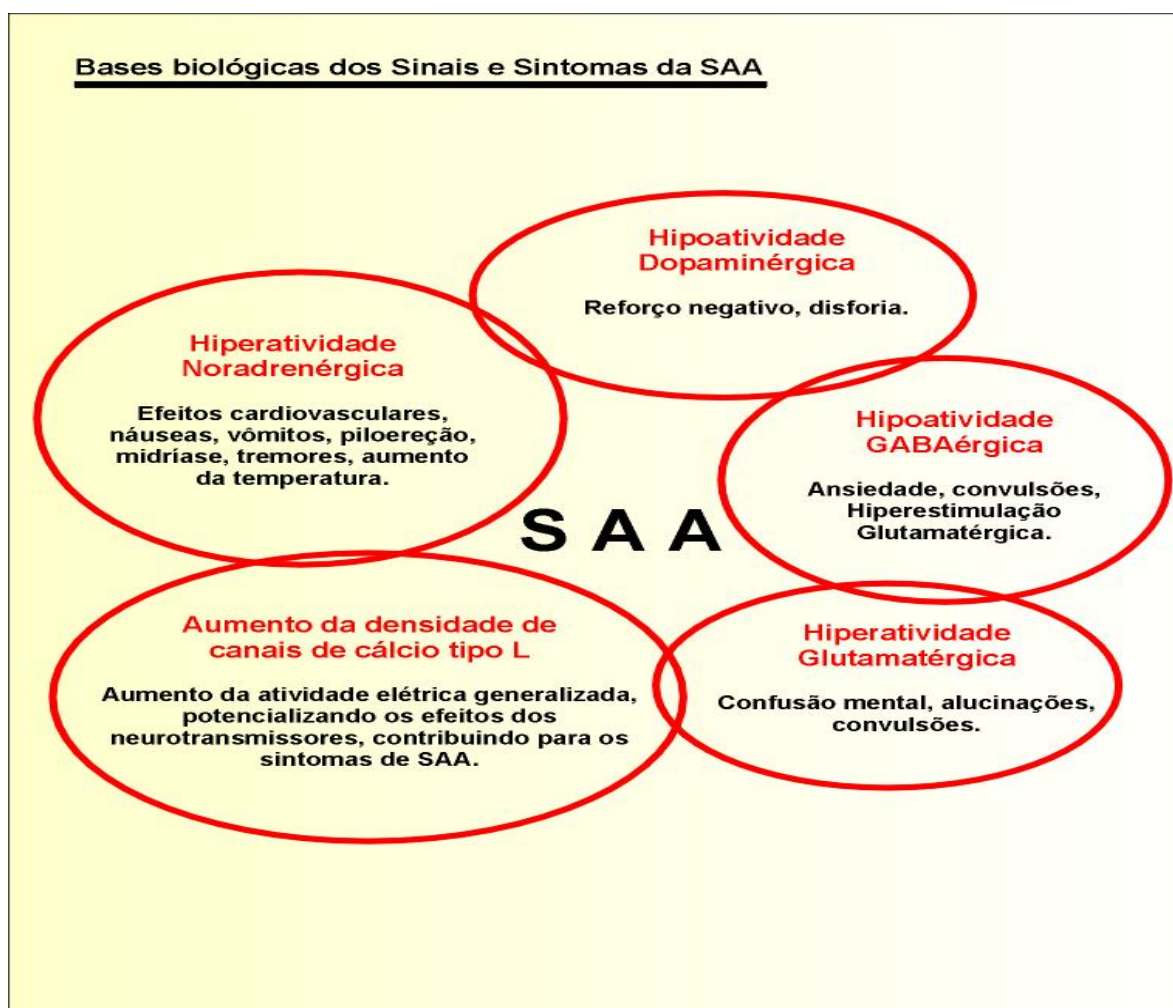 Bases biológicas dos Sinais e Sintomas da SAA
Hipoatividade
Dopaminérgica
Reforço negativo, disforia.
Hiperatividade
Noradrenérgica
Efeitos cardiovasculares,
náuseas, vômitos, piloereção,
midríase, tremores, aumento
da temperatura.
Hipoatividade
GABAérgica
Ansiedade, convulsões,
Hiperestimulação
Glutamatérgica.
S A A
Aumento da densidade de
canais de cálcio tipo L
Aumento da atividade elétrica generalizada,
potencializando os efeitos dos
neurotransmissores, contribuindo para os
sintomas de SAA.
Hiperatividade
Glutamatérgica
Confusão mental, alucinações,
convulsões.